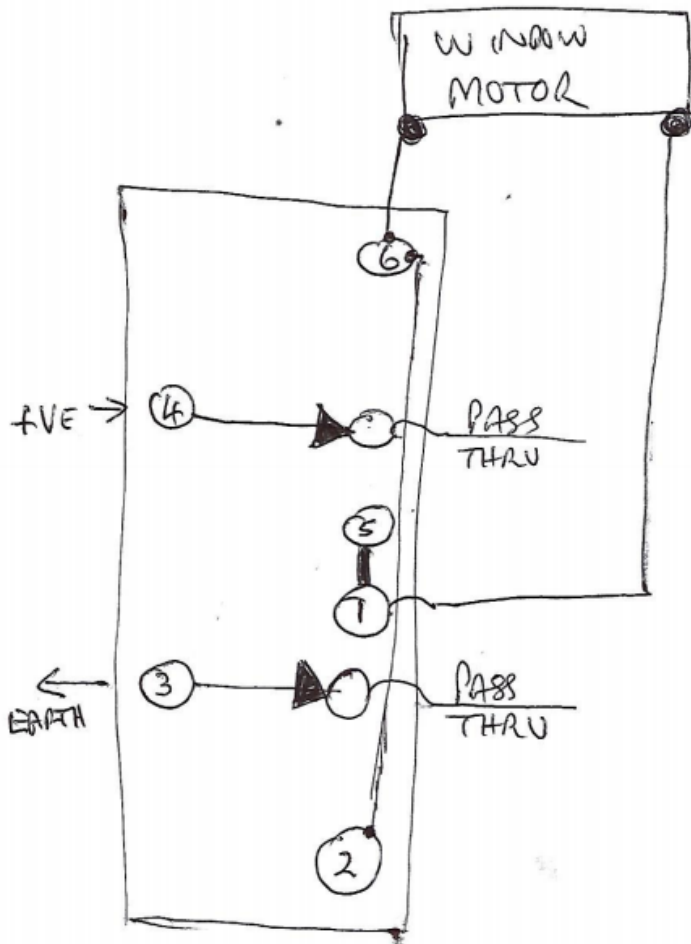 WINDOW
MOTOR
6
+VE
4
PASS
THRU
5
1
3
EARTH
PASS
THRU
2